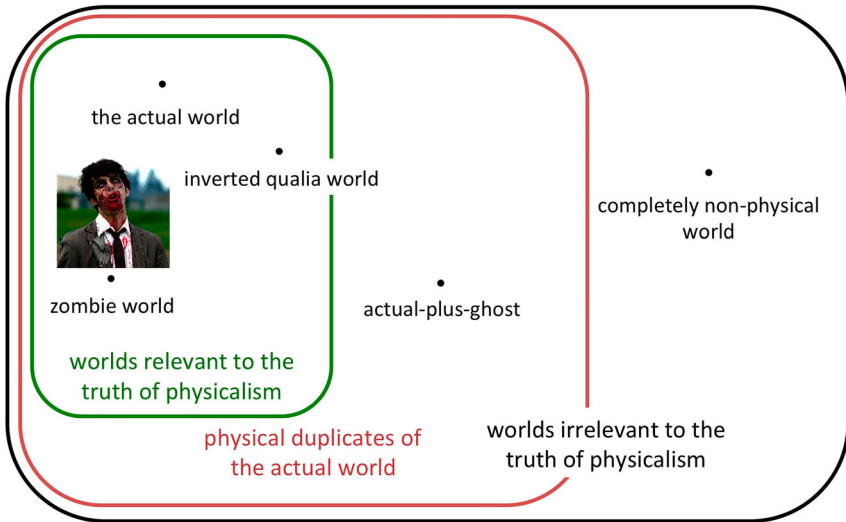 the actual world
inverted qualia world
completely non-physical
world
zombie world
actual-plus-ghost
worlds relevant to the
truth of physicalism
physical duplicates of
the actual world
worlds irrelevant to the
truth of physicalism